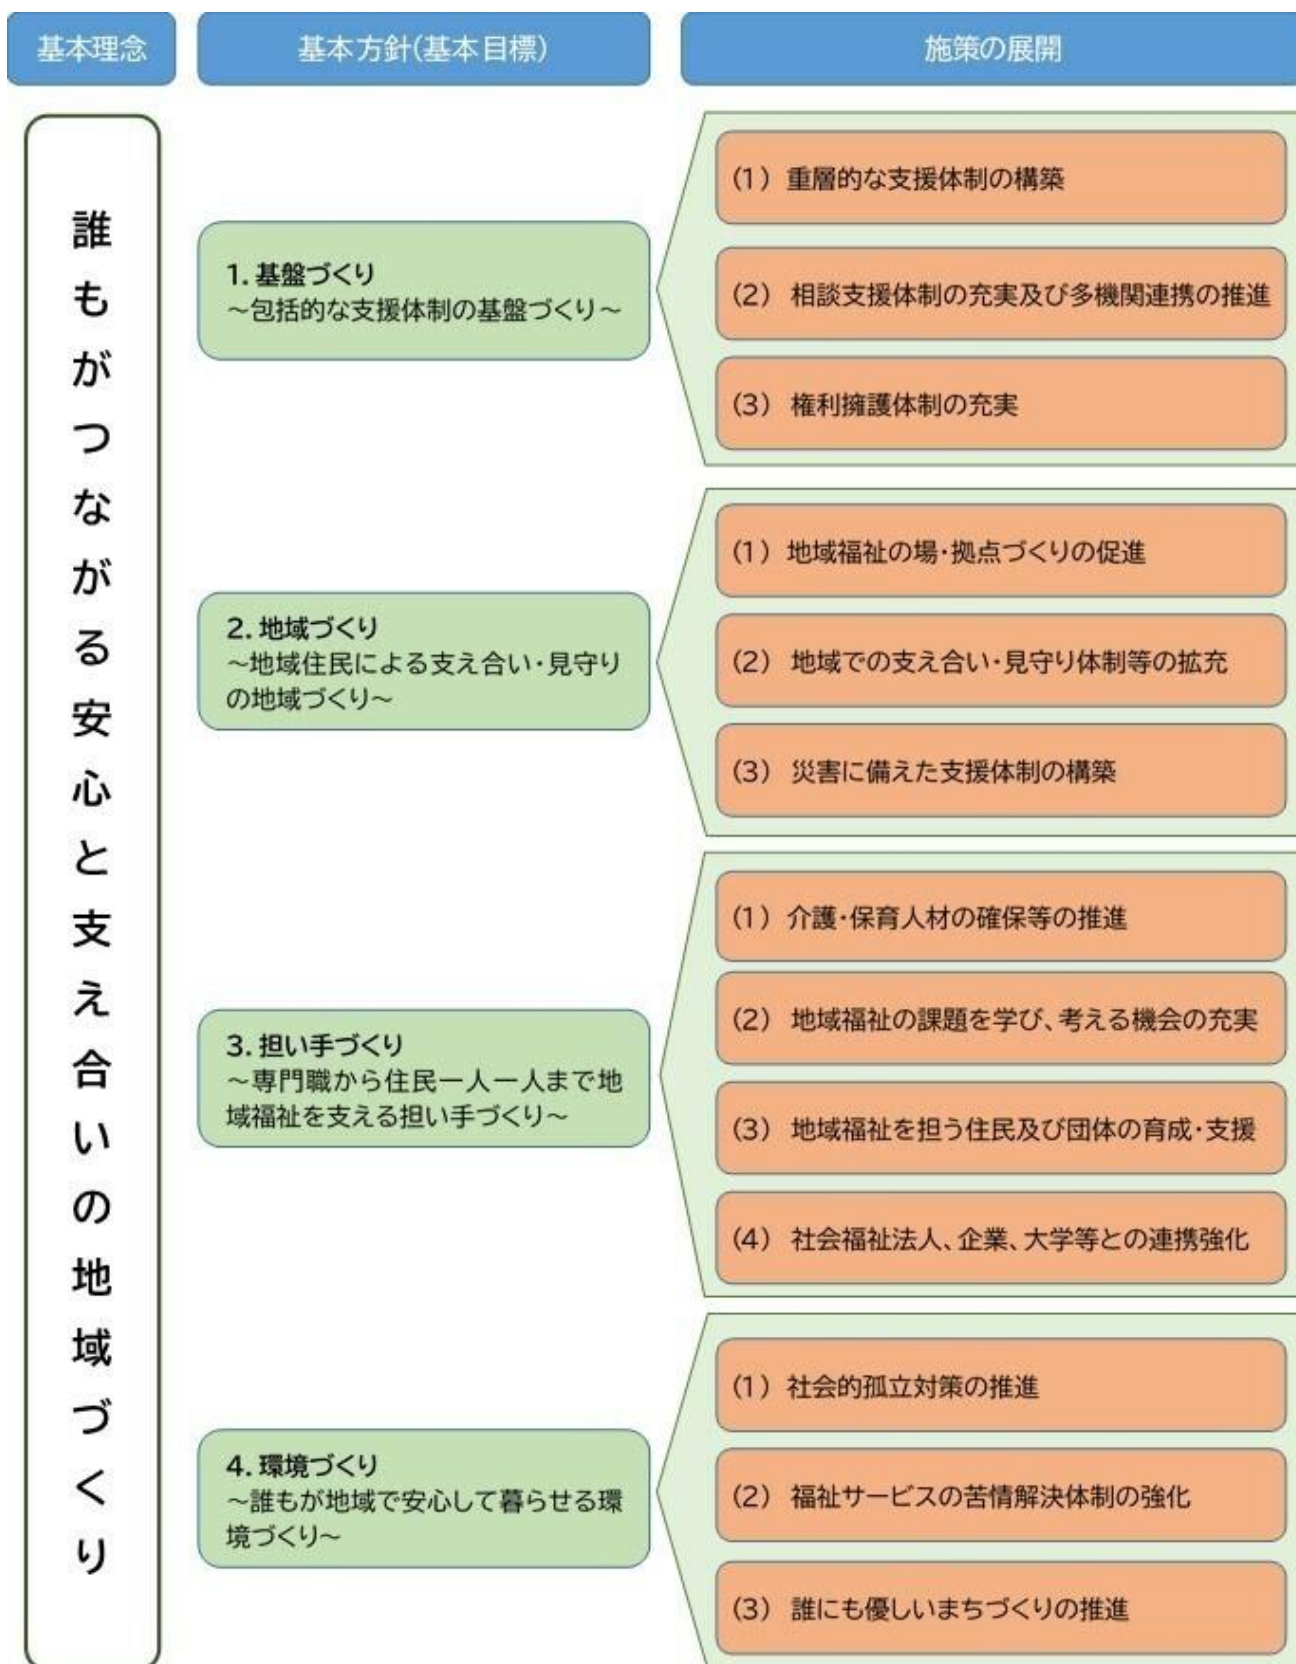 基本理念
基本方針(基本目標)
施策の展開
誰もがつながる安心と支え合いの地域づくり
1. 基盤づくり
～包括的な支援体制の基盤づくり～
(1) 重層的な支援体制の構築
(2) 相談支援体制の充実及び多機関連携の推進
(3) 権利擁護体制の充実
2. 地域づくり
～地域住民による支え合い・見守り
の地域づくり～
(1) 地域福祉の場・拠点づくりの促進
(2) 地域での支え合い・見守り体制等の拡充
(3) 災害に備えた支援体制の構築
3. 担い手づくり
～専門職から住民一人一人まで地
域福祉を支える担い手づくり～
(1) 介護・保育人材の確保等の推進
(2) 地域福祉の課題を学び、考える機会の充実
(3) 地域福祉を担う住民及び団体の育成・支援
(4) 社会福祉法人、企業、大学等との連携強化
4. 環境づくり
～誰もが地域で安心して暮らせる環
境づくり～
(1) 社会的孤立対策の推進
(2) 福祉サービスの苦情解決体制の強化
(3) 誰にも優しいまちづくりの推進